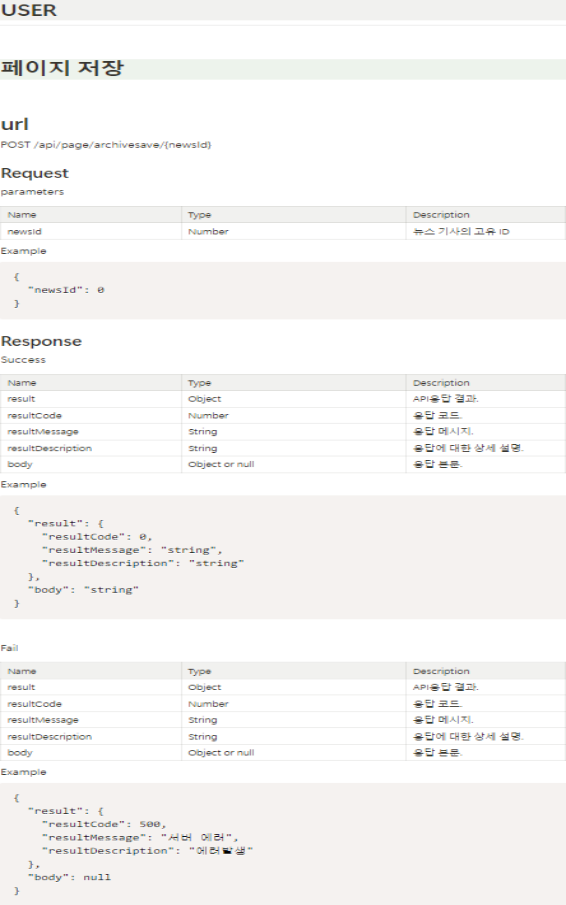 USER
페이지 저장
url
POST /api/page/archivesave/{newsId}
Request
parameters
Name Type Description
newsId Number 뉴스 기사의 고유 ID
Example
{
"newsId": 0
}
Response
Success
Name Type Description
result Object API응답 결과.
resultCode Number 응답 코드.
resultMessage String 응답 메시지.
resultDescription String 응답에 대한 상세 설명.
body Object or null 응답 본문.
Example
{
"result": {
"resultCode": 0,
"resultMessage": "string",
"resultDescription": "string"
},
"body": "string"
}
Fail
Name Type Description
result Object API응답 결과.
resultCode Number 응답 코드.
resultMessage String 응답 메시지.
resultDescription String 응답에 대한 상세 설명.
body Object or null 응답 본문.
Example
{
"result": {
"resultCode": 500,
"resultMessage": "서버 에러",
"resultDescription": "에러발생"
},
"body": null
}